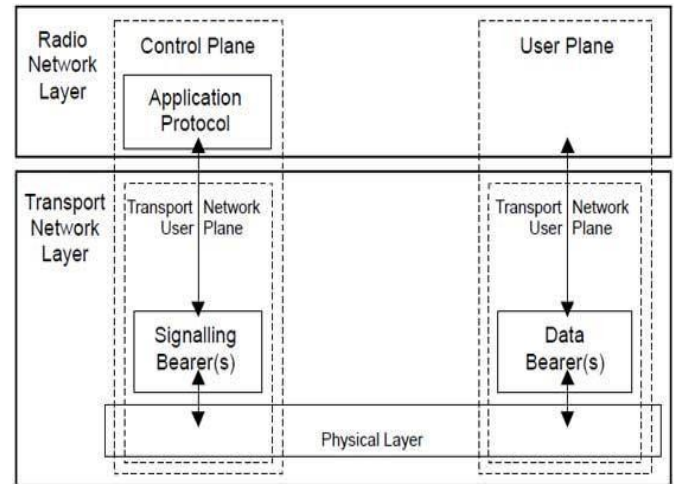 Radio
Network
Layer
Control Plane
User Plane
Application
Protocol
Transport
Network
Layer
Transport Network
User Plane
Transport Network
User Plane
Signalling
Bearer(s)
Data
Bearer(s)
Physical Layer